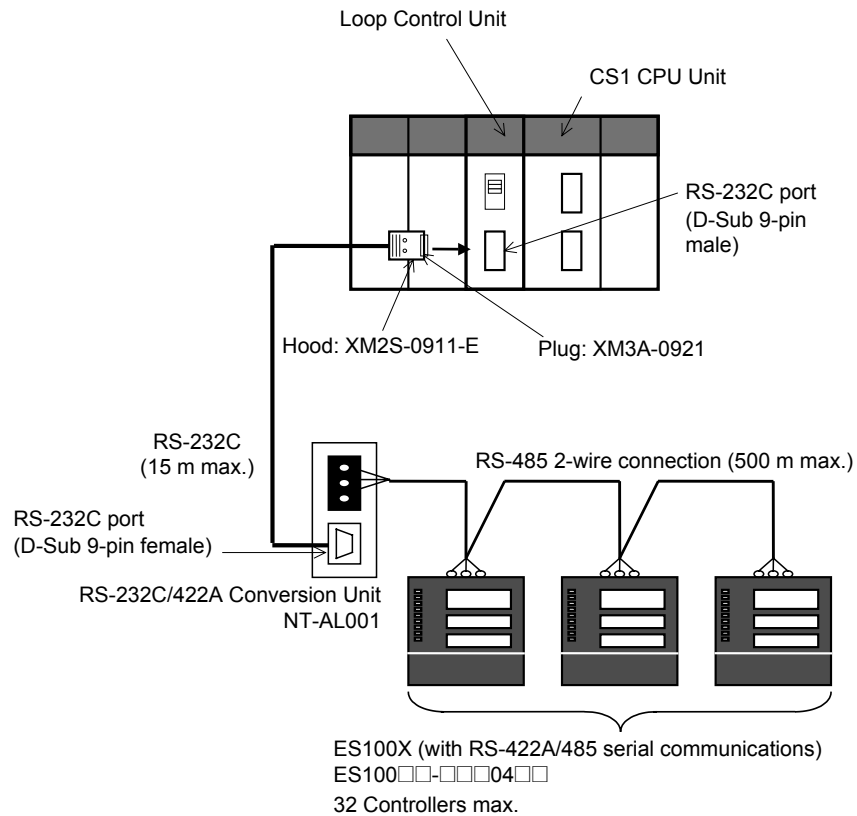 Loop Control Unit
CS1 CPU Unit
RS-232C port
(D-Sub 9-pin
male)
Hood: XM2S-0911-E
Plug: XM3A-0921
RS-232C
(15 m max.)
RS-485 2-wire connection (500 m max.)
RS-232C port
(D-Sub 9-pin female)
RS-232C/422A Conversion Unit
NT-AL001
ES100X (with RS-422A/485 serial communications)
ES100□□-□□□04□□
32 Controllers max.